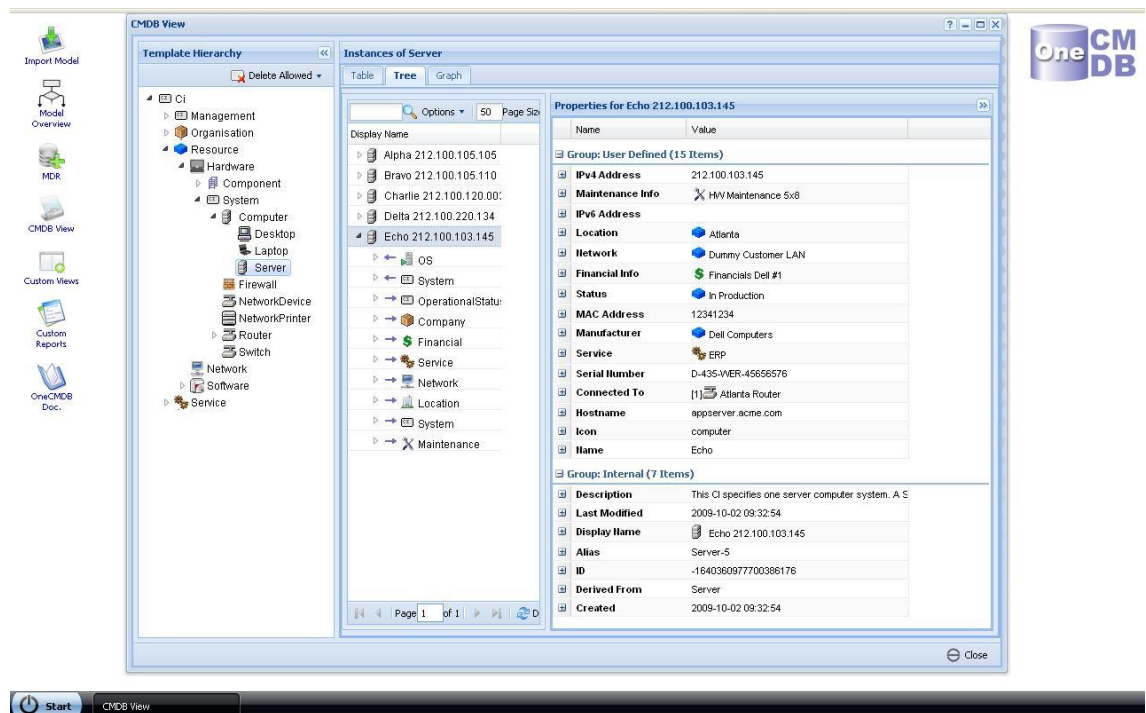 CMDB View
Import Model
Model
Overview
MDR
CMDB View
Custom Views
Custom
Reports
OneCMDB
Doc.
Template Hierarchy
Delete Allowed
Ci
Management
Organisation
Resource
Hardware
Component
System
Computer
Desktop
Laptop
Server
Firewall
NetworkDevice
NetworkPrinter
Router
Switch
Network
Software
Service
Instances of Server
Table Tree Graph
Options 50 Page Siz
Display Name
Alpha 212.100.105.105
Bravo 212.100.105.110
Charlie 212.100.120.00
Delta 212.100.220.134
Echo 212.100.103.145
OS
System
OperationalStatu
Company
Financial
Service
Network
Location
System
Maintenance
Page 1 of 1 D
Properties for Echo 212.100.103.145
Name Value
Group: User Defined (15 Items)
IPv4 Address 212.100.103.145
Maintenance Info HW Maintenance 5x8
IPv6 Address
Location Atlanta
Network Dummy Customer LAN
Financial Info Financials Dell #1
Status In Production
MAC Address 12341234
Manufacturer Dell Computers
Service ERP
Serial Number D-435-WER-45656576
Connected To [1] Atlanta Router
Hostname appserver.acme.com
Icon computer
Name Echo
Group: Internal (7 Items)
Description This CI specifies one server computer system. A S
Last Modified 2009-10-02 09:32:54
Display Name Echo 212.100.103.145
Alias Server-5
ID -1640360977700386176
Derived From Server
Created 2009-10-02 09:32:54
Close
One CM
DB
Start CMDB View